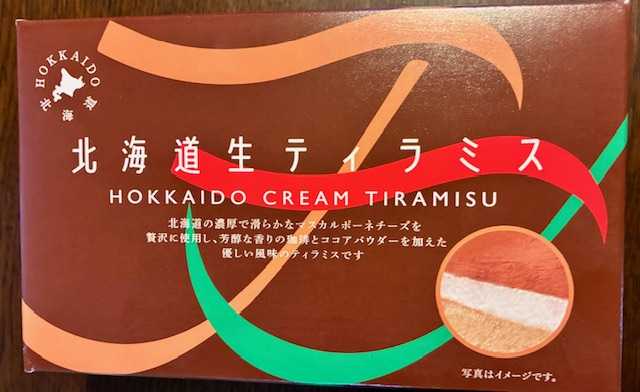 HOKKAIDO
北海道
北海道生ティラミス
HOKKAIDO CREAM TIRAMISU
北海道の濃厚で滑らかなマスカルポーネチーズを
贅沢に使用し、芳醇な香りの珈琲とココアパウダーを加えた
優しい風味のティラミスです
写真はイメージです。